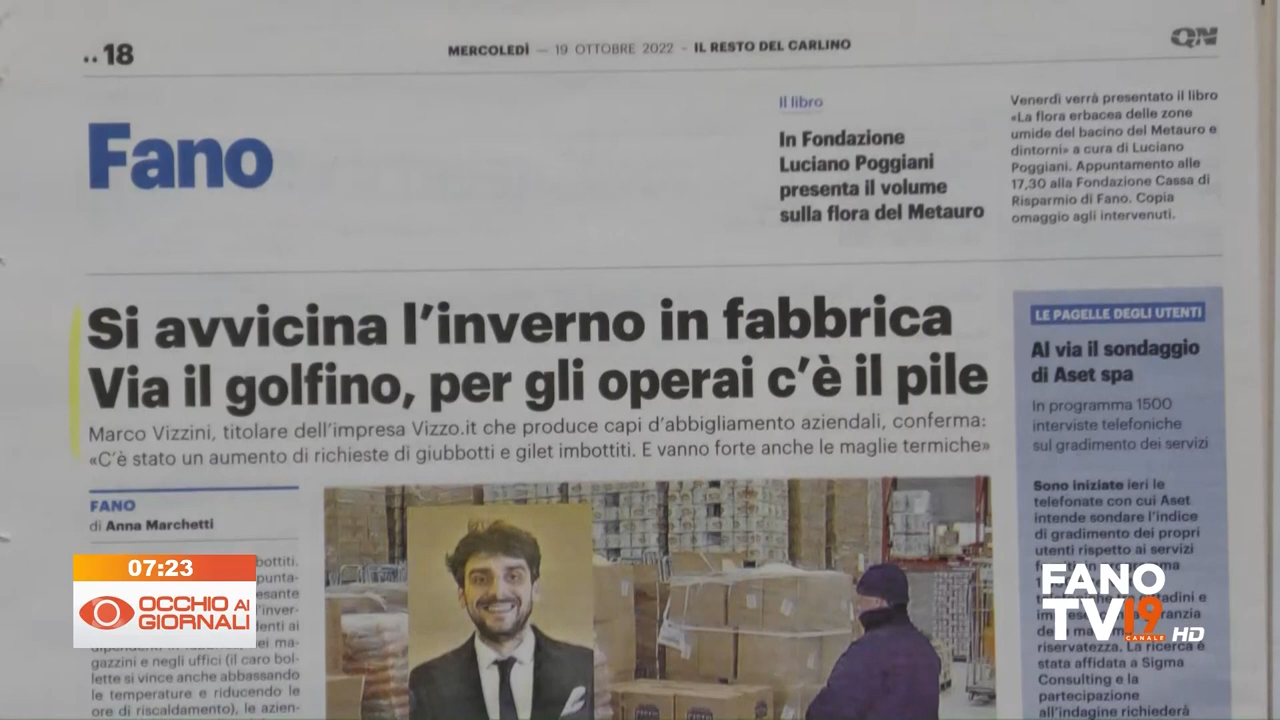 ..18
MERCOLEDÌ — 19 OTTOBRE 2022 – IL RESTO DEL CARLINO
QN
Fano
Il libro
In Fondazione
Luciano Poggiani
presenta il volume
sulla flora del Metauro
Venerdì verrà presentato il libro
«La flora erbacea delle zone
umide del bacino del Metauro e
dintorni» a cura di Luciano
Poggiani. Appuntamento alle
17,30 alla Fondazione Cassa di
Risparmio di Fano. Copia
omaggio agli intervenuti.
Si avvicina l'inverno in fabbrica
Via il golfino, per gli operai c'è il pile
Marco Vizzini, titolare dell'impresa Vizzo.it che produce capi d'abbigliamento aziendali, conferma:
«C'è stato un aumento di richieste di giubbotti e gilet imbottiti. E vanno forte anche le maglie termiche»
FANO
di Anna Marchetti
bottiti.
punta-
esante
l'inver-
denti ai
ei ma-
gazzini e negli uffici (il caro bol-
lette si vince anche abbassando
le temperature e riducendo le
ore di riscaldamento), le azien-
LE PAGELLE DEGLI UTENTI
Al via il sondaggio
di Aset spa
In programma 1500
interviste telefoniche
sul gradimento dei servizi
Sono iniziate ieri le
telefonate con cui Aset
intende sondare l'indice
di gradimento dei propri
utenti rispetto ai servizi
riservatezza. La ricerca è
stata affidata a Sigma
Consulting e la
partecipazione
all'indagine richiederà
07:23
OCCHIO AI
GIORNALI
FANO
TV19
CANALE
HD